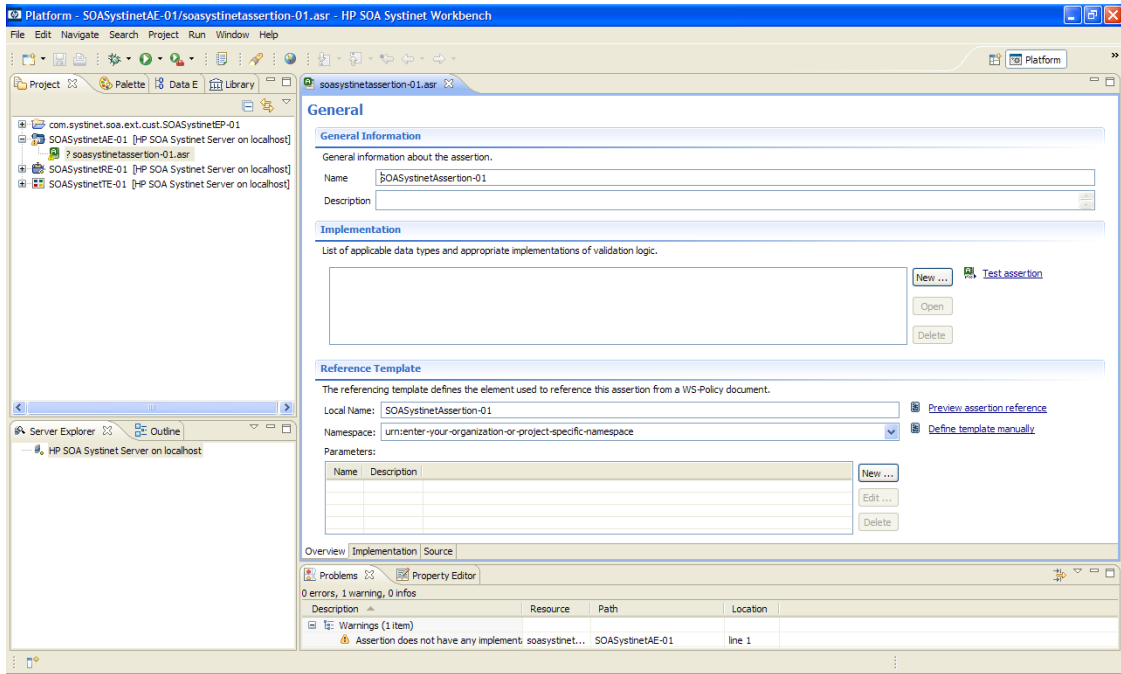 Platform - SOASystinetAE-01/soasystinetassertion-01.asr - HP SOA Systinet Workbench
File Edit Navigate Search Project Run Window Help
Platform
»
Project Palette Data E Library
com.systinet.soa.ext.cust.SOASystinetEP-01
SOASystinetAE-01 [HP SOA Systinet Server on localhost]
? soasystinetassertion-01.asr
SOASystinetRE-01 [HP SOA Systinet Server on localhost]
SOASystinetTE-01 [HP SOA Systinet Server on localhost]
Server Explorer Outline
HP SOA Systinet Server on localhost
soasystinetassertion-01.asr
General
General Information
General information about the assertion.
Name SOASystinetAssertion-01
Description
Implementation
List of applicable data types and appropriate implementations of validation logic.
New ... Test assertion
Open
Delete
Reference Template
The referencing template defines the element used to reference this assertion from a WS-Policy document.
Local Name: SOASystinetAssertion-01 Preview assertion reference
Namespace: urn:enter-your-organization-or-project-specific-namespace Define template manually
Parameters:
Name Description New ...
Edit ...
Delete
Overview Implementation Source
Problems Property Editor
0 errors, 1 warning, 0 infos
Description Resource Path Location
Warnings (1 item)
Assertion does not have any implement soasystinet... SOASystinetAE-01 line 1